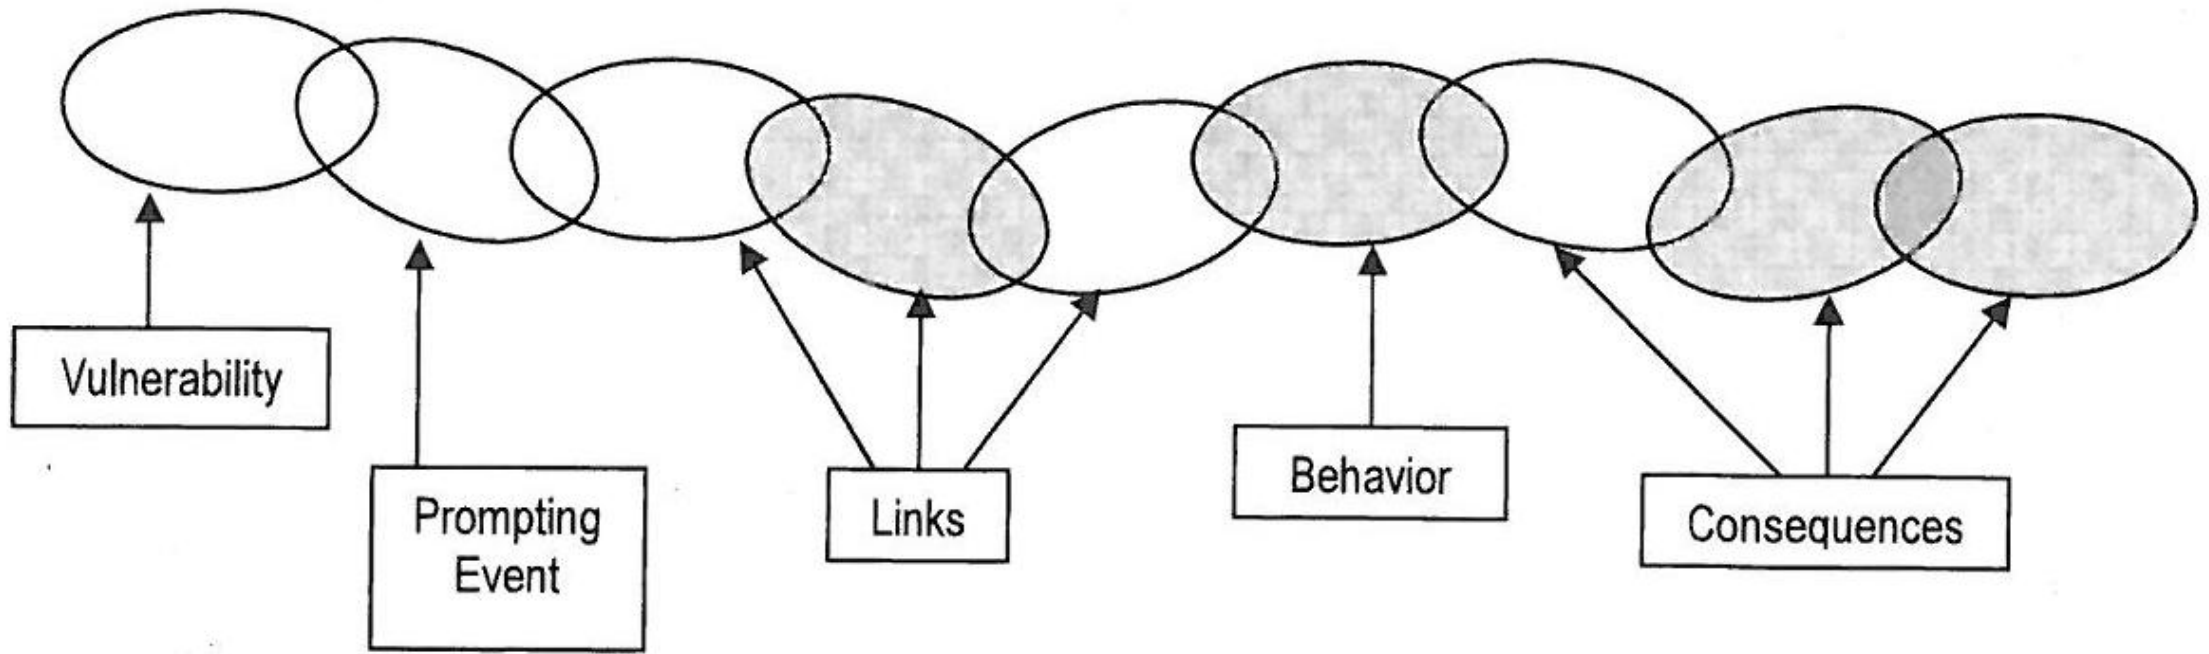 Vulnerability
Prompting
Event
Links
Behavior
Consequences